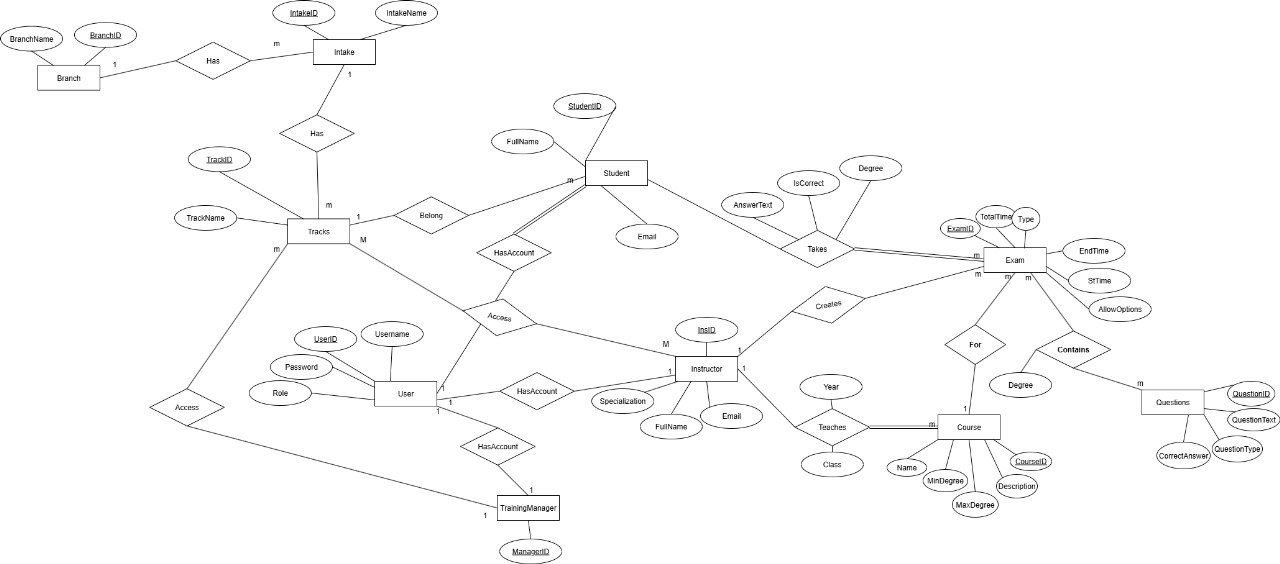 IntakeID
IntakeName
BranchName
BranchID
m
Intake
1
Has
Branch
1
StudentID
Has
FullName
TrackID
Student
m
IsCorrect
Degree
m
AnswerText
TrackName
1
Belong
TotalTime
Type
ExamID
Tracks
Email
M
m
HasAccount
Takes
m
Exam
EndTime
m
m
m
StTime
Creates
AllowOptions
Access
InsID
UserID
Username
M
1
For
Contains
Password
1
Instructor
1
Role
User
1
HasAccount
Year
Degree
m
QuestionID
1
Specialization
Questions
Access
1
Email
1
QuestionText
FullName
Teaches
m
Course
HasAccount
QuestionType
CorrectAnswer
Class
Name
CourseID
MinDegree
Description
1
MaxDegree
TrainingManager
1
ManagerID